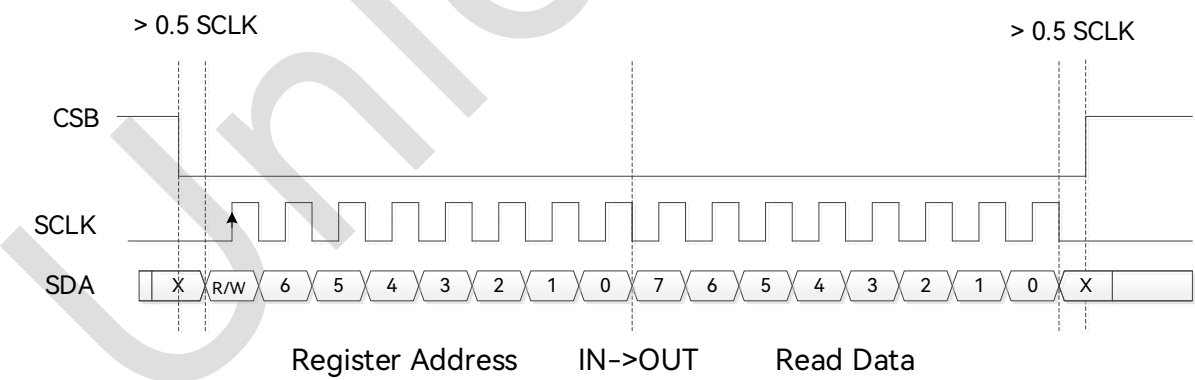 > 0.5 SCLK > 0.5 SCLK
CSB
SCLK
SDA X R/W 6 5 4 3 2 1 0 7 6 5 4 3 2 1 0 X
Register Address IN->OUT Read Data